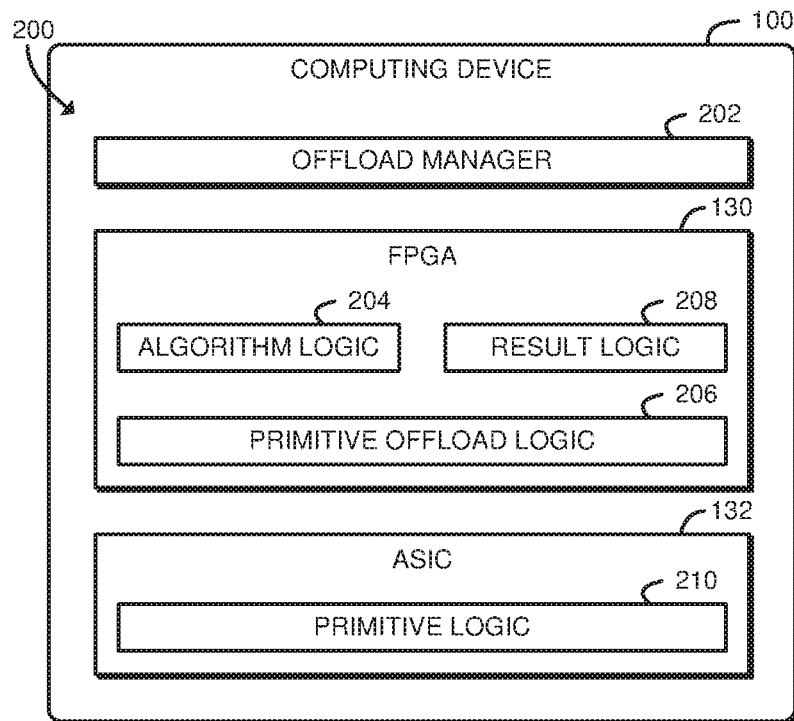 100
200
COMPUTING DEVICE
202
OFFLOAD MANAGER
130
FPGA
204
208
ALGORITHM LOGIC
RESULT LOGIC
206
PRIMITIVE OFFLOAD LOGIC
132
ASIC
210
PRIMITIVE LOGIC